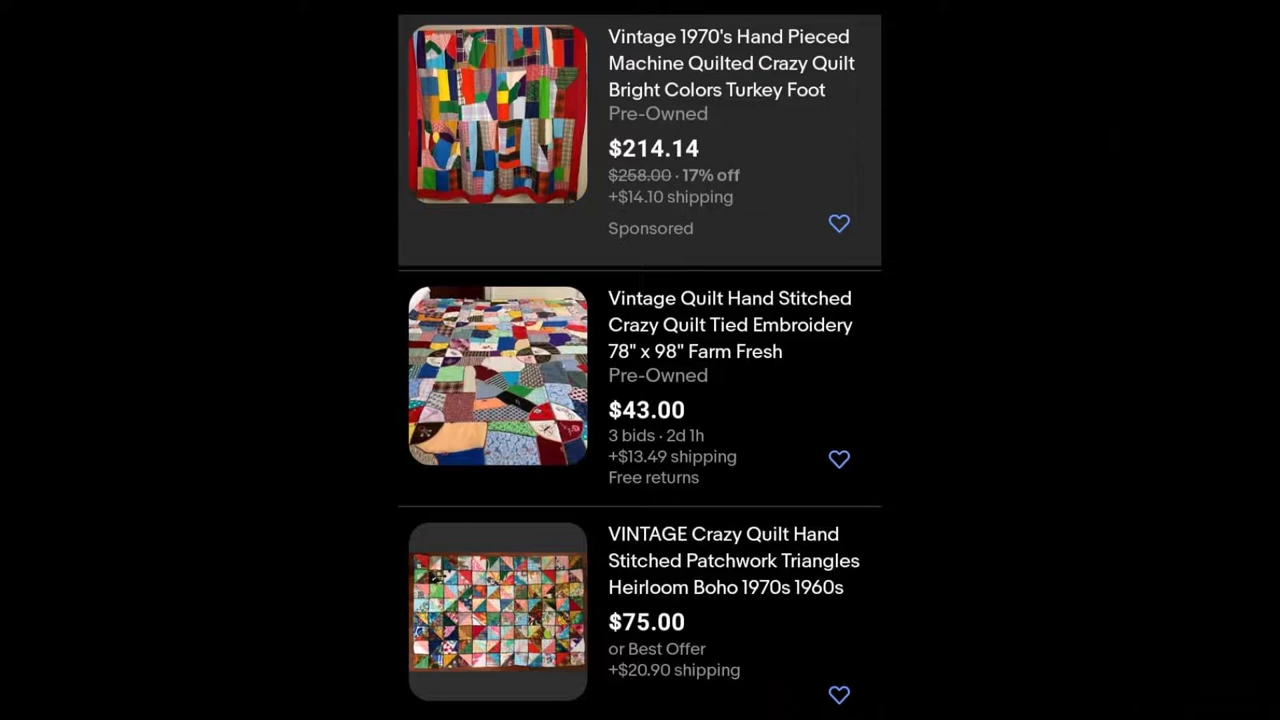 Vintage 1970's Hand Pieced
Machine Quilted Crazy Quilt
Bright Colors Turkey Foot
Pre-Owned
$214.14
$258.00 · 17% off
+$14.10 shipping
Sponsored
Vintage Quilt Hand Stitched
Crazy Quilt Tied Embroidery
78" x 98" Farm Fresh
Pre-Owned
$43.00
3 bids · 2d 1h
+$13.49 shipping
Free returns
VINTAGE Crazy Quilt Hand
Stitched Patchwork Triangles
Heirloom Boho 1970s 1960s
$75.00
or Best Offer
+$20.90 shipping